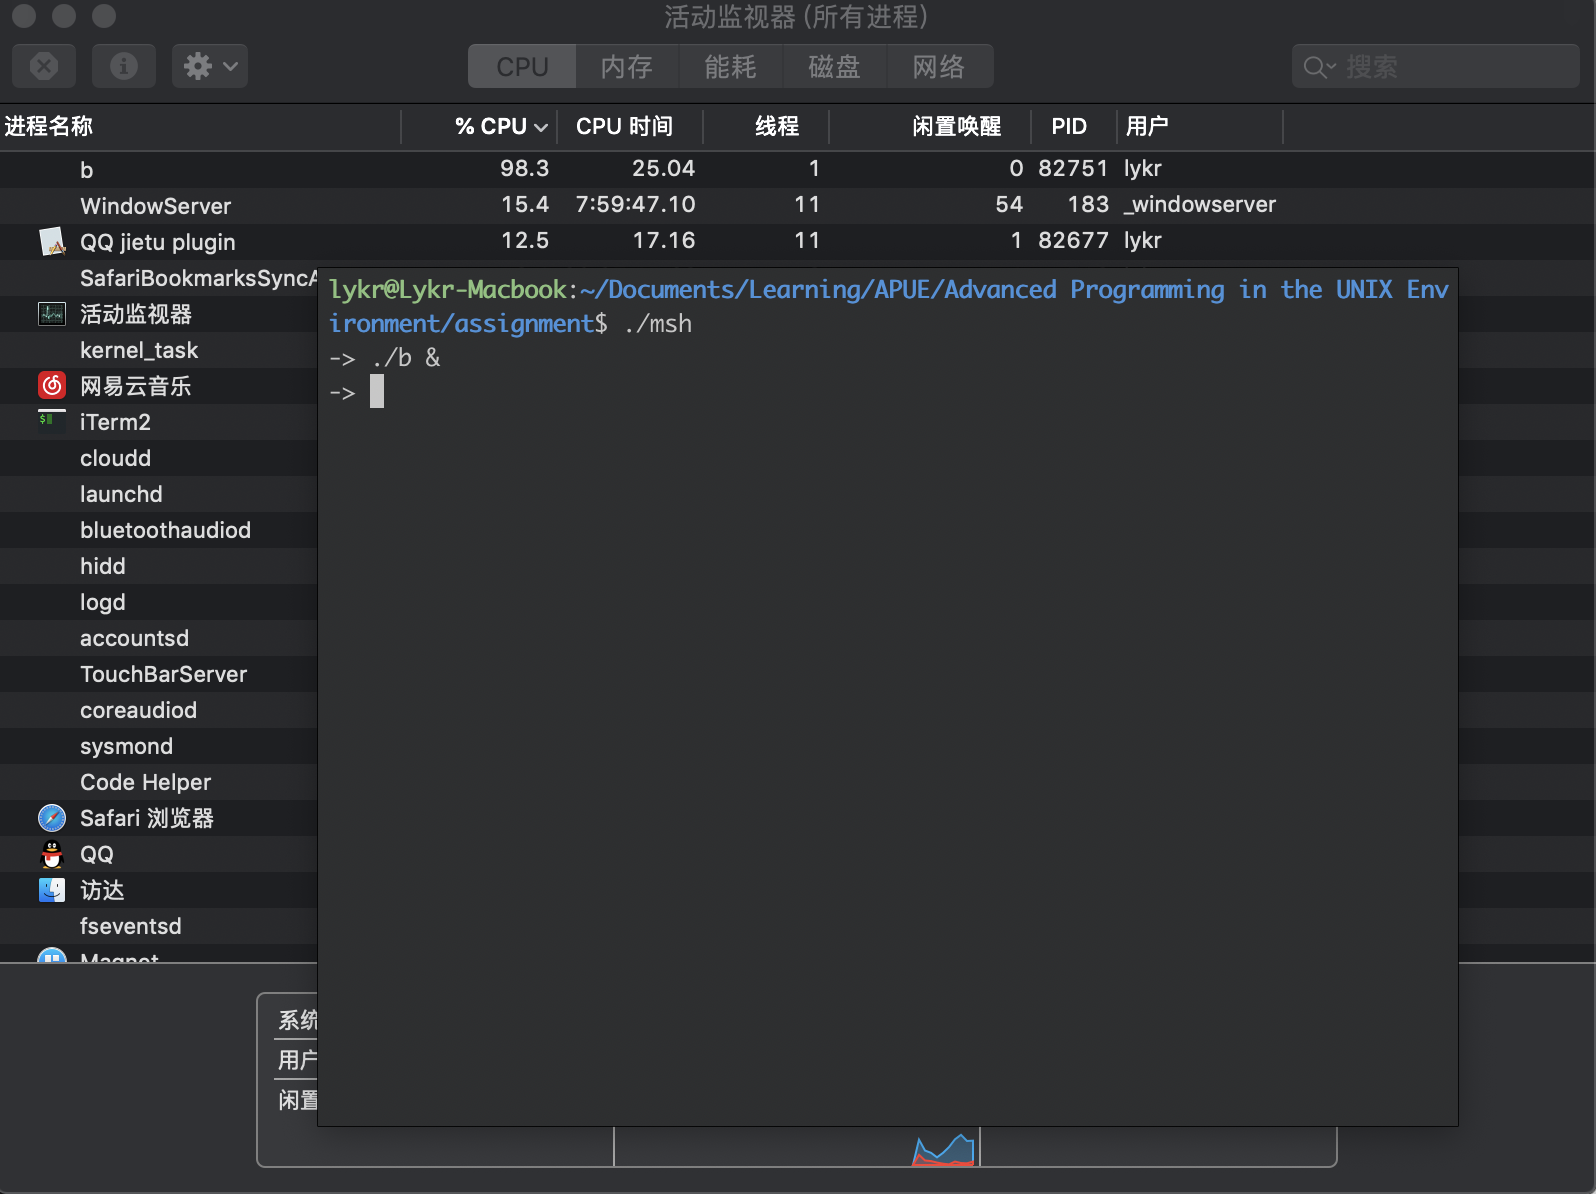 活动监视器 (所有进程)
CPU 内存 能耗 磁盘 网络 搜索
进程名称 % CPU CPU 时间 线程 闲置唤醒 PID 用户
b 98.3 25.04 1 0 82751 lykr
WindowServer 15.4 7:59:47.10 11 54 183 _windowserver
QQ jietu plugin 12.5 17.16 11 1 82677 lykr
SafariBookmarksSyncA
活动监视器
kernel_task
网易云音乐
iTerm2
cloudd
launchd
bluetoothaudiod
hidd
logd
accountsd
TouchBarServer
coreaudiod
sysmond
Code Helper
Safari 浏览器
QQ
访达
fseventsd
Magnet
lykr@Lykr-Macbook:~/Documents/Learning/APUE/Advanced Programming in the UNIX Env
ironment/assignment$ ./msh
-> ./b &
->
系统
用户
闲置